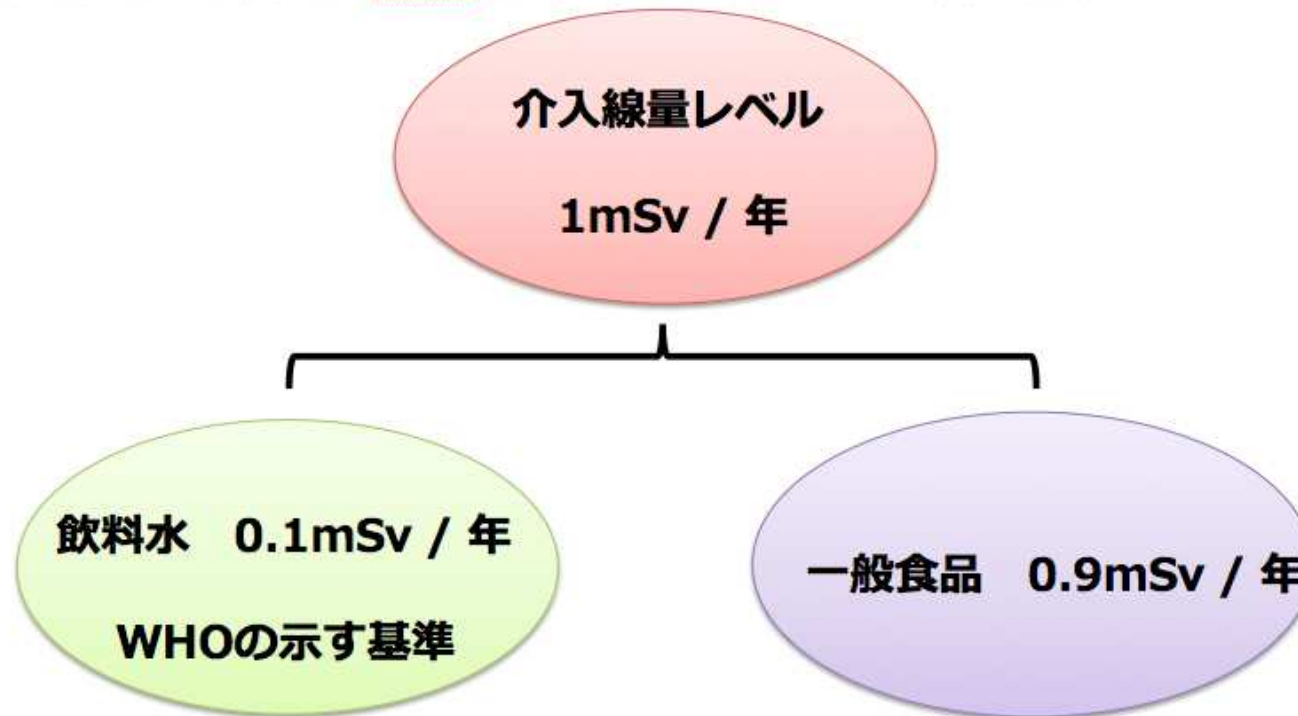 介入線量レベル
1mSv / 年
飲料水　0.1mSv / 年
WHOの示す基準
一般食品　0.9mSv / 年